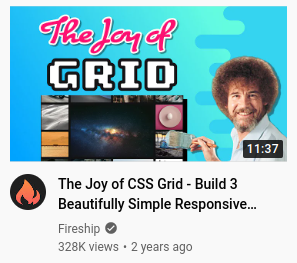 The Joy of
GRID
11:37
The Joy of CSS Grid - Build 3
Beautifully Simple Responsive…
Fireship
328K views • 2 years ago